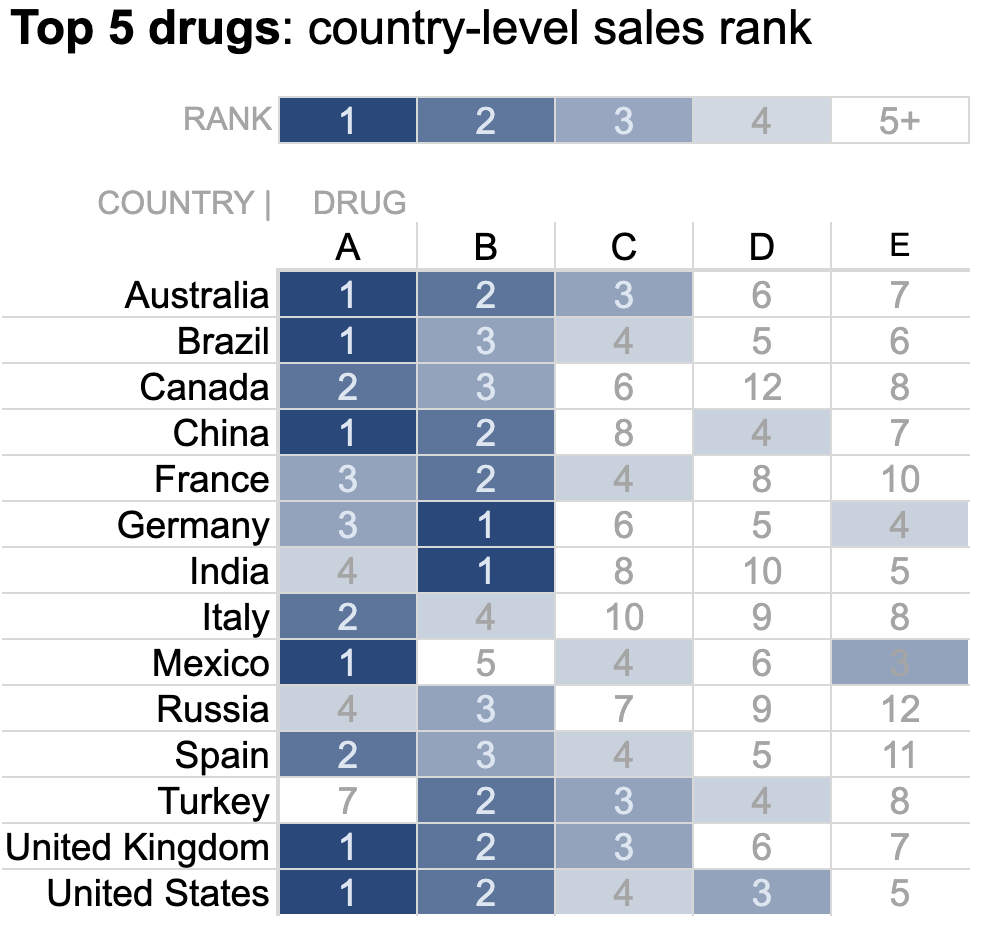 Top 5 drugs: country-level sales rank
RANK 1 2 3 4 5+
COUNTRY | DRUG
A B C D E
Australia 1 2 3 6 7
Brazil 1 3 4 5 6
Canada 2 3 6 12 8
China 1 2 8 4 7
France 3 2 4 8 10
Germany 3 1 6 5 4
India 4 1 8 10 5
Italy 2 4 10 9 8
Mexico 1 5 4 6 3
Russia 4 3 7 9 12
Spain 2 3 4 5 11
Turkey 7 2 3 4 8
United Kingdom 1 2 3 6 7
United States 1 2 4 3 5